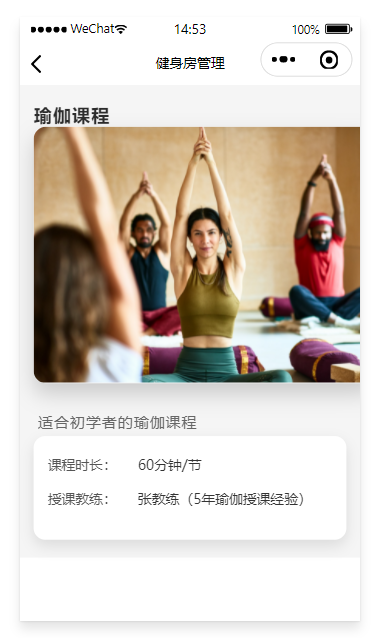 WeChat 14:53 100%
健身房管理
瑜伽课程
适合初学者的瑜伽课程
课程时长： 60分钟/节
授课教练： 张教练（5年瑜伽授课经验）